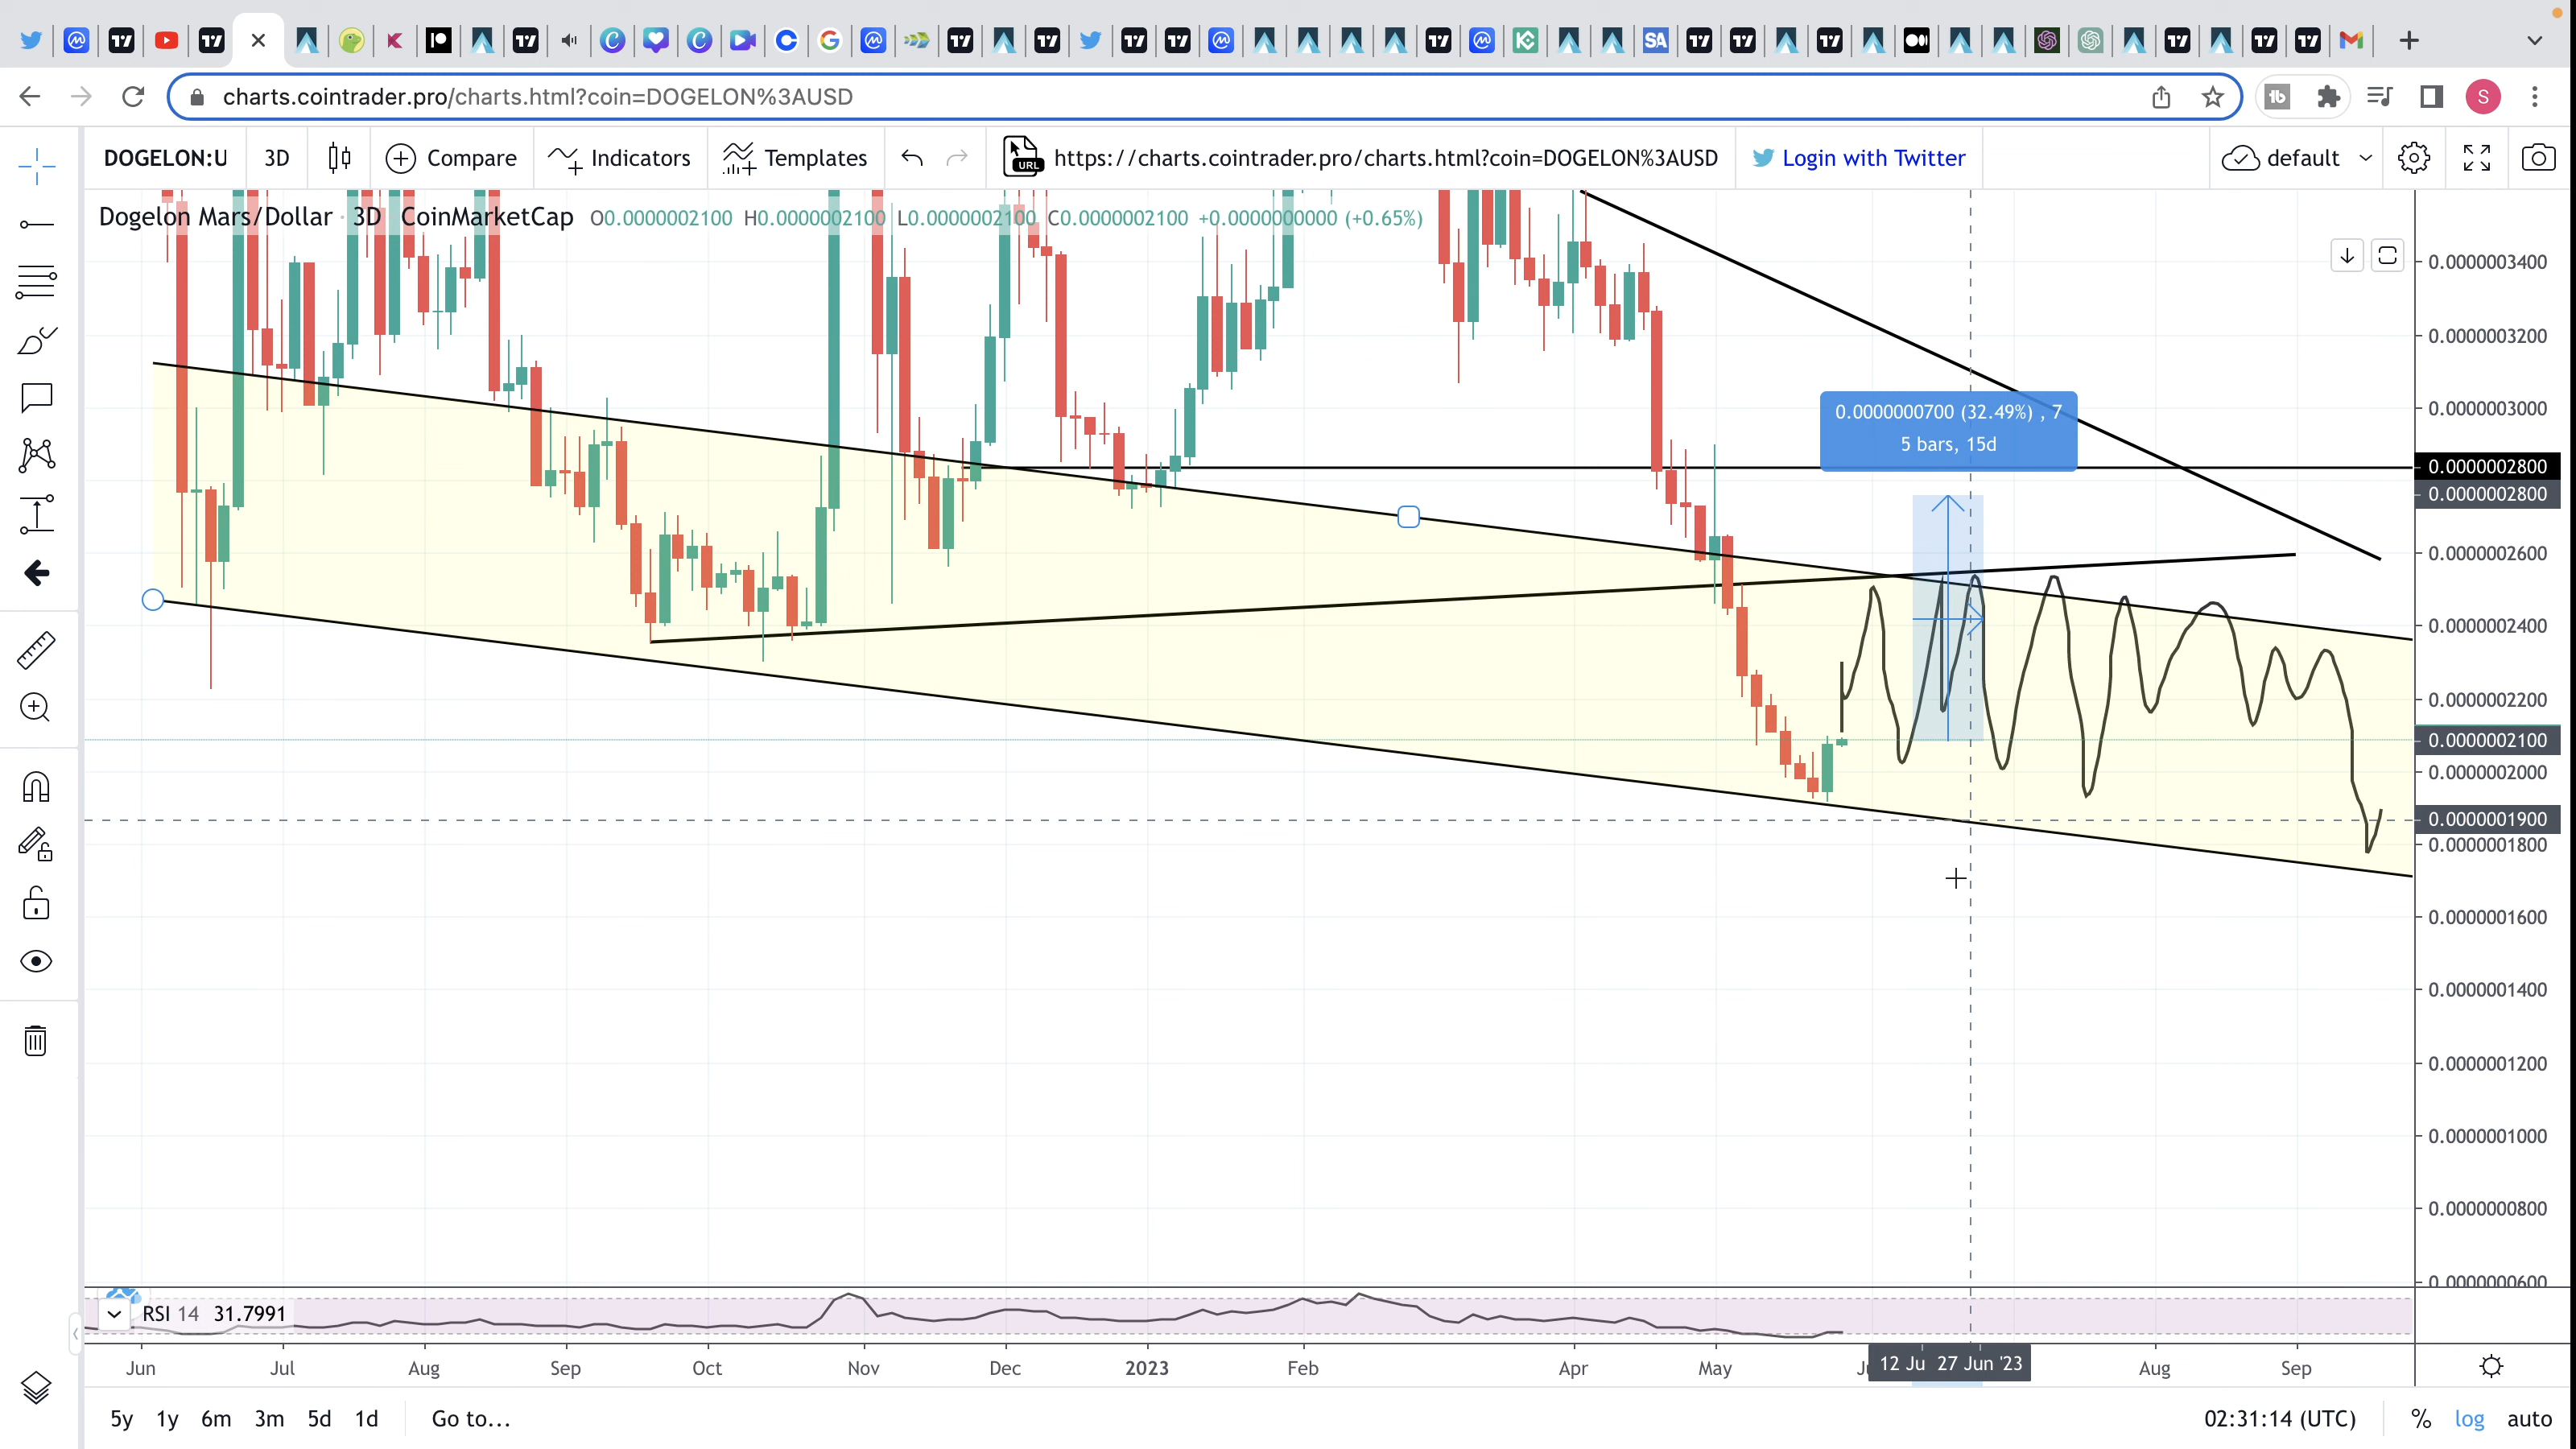 charts.cointrader.pro/charts.html?coin=DOGELON%3AUSD
DOGELON:U 3D Compare Indicators Templates URL https://charts.cointrader.pro/charts.html?coin=DOGELON%3AUSD Login with Twitter default
Dogelon Mars/Dollar · 3D CoinMarketCap O0.0000002100 H0.0000002100 L0.0000002100 C0.0000002100 +0.0000000000 (+0.65%)
0.0000003400
0.0000003200
0.0000003000
0.0000000700 (32.49%) , 7
5 bars, 15d
0.0000002800
0.0000002800
0.0000002600
0.0000002400
0.0000002200
0.0000002100
0.0000002000
0.0000001900
0.0000001800
0.0000001600
0.0000001400
0.0000001200
0.0000001000
0.0000000800
0.0000000600
RSI 14 31.7991
Jun Jul Aug Sep Oct Nov Dec 2023 Feb Apr May 12 Ju 27 Jun '23 Aug Sep
5y 1y 6m 3m 5d 1d Go to... 02:31:14 (UTC) % log auto